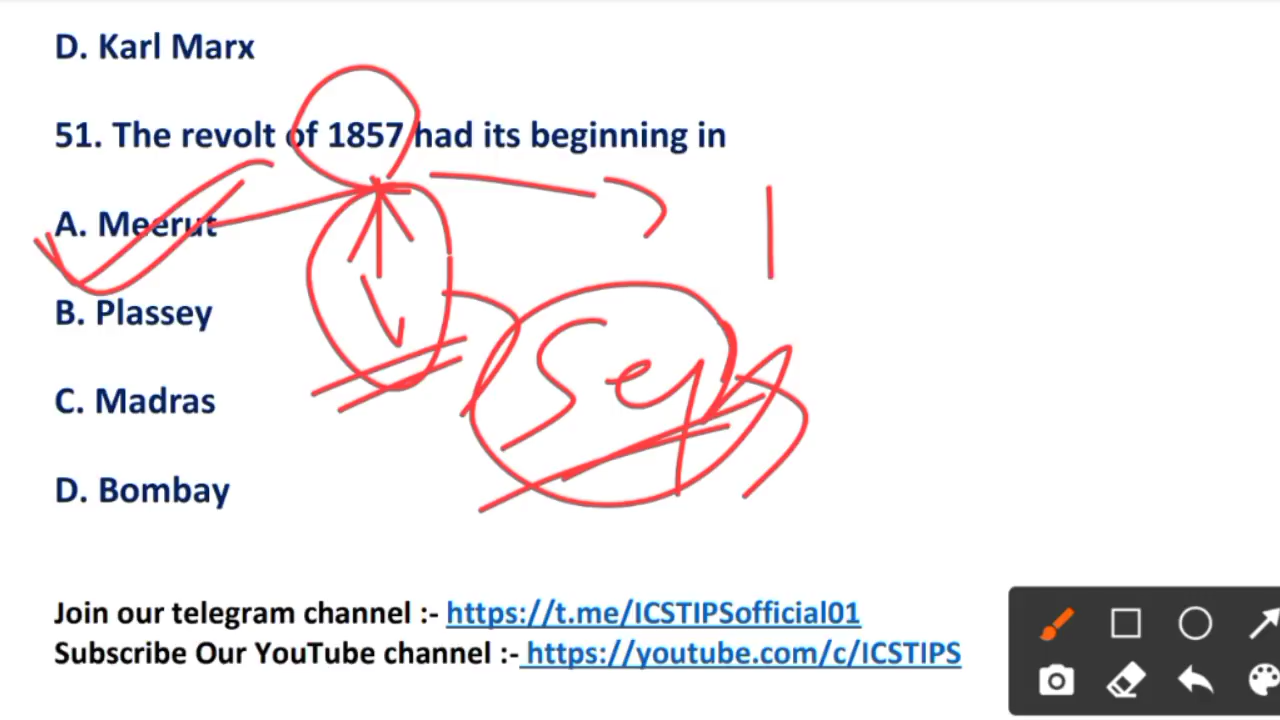 D. Karl Marx
51. The revolt of 1857 had its beginning in
A. Meerut
B. Plassey
C. Madras
D. Bombay
Join our telegram channel :- https://t.me/ICSTIPSofficial01
Subscribe Our YouTube channel :- https://youtube.com/c/ICSTIPS